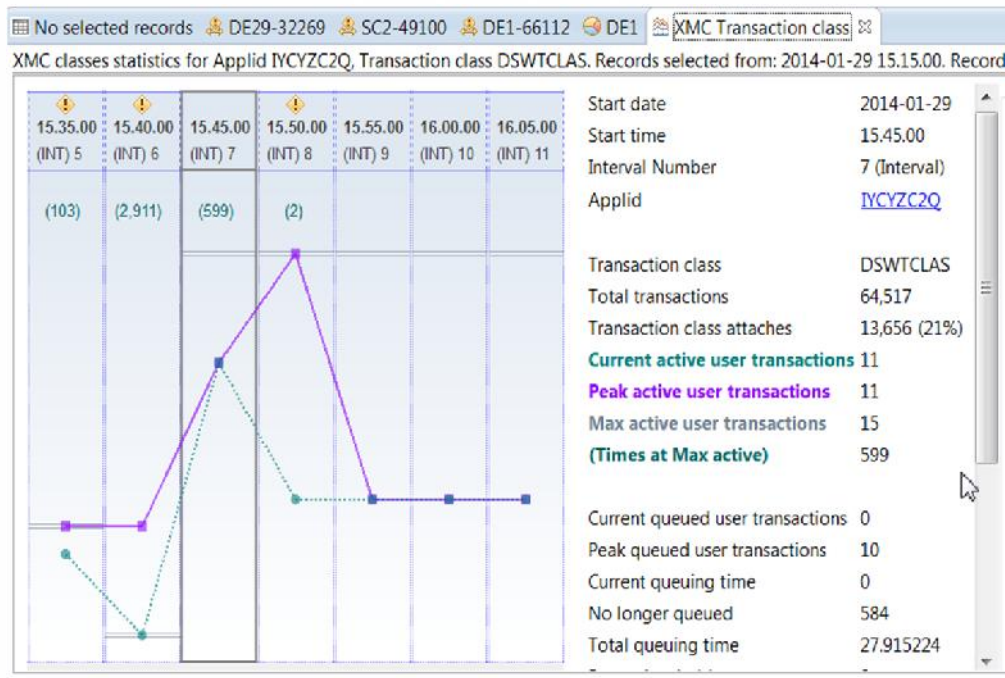 No selected records DE29-32269 SC2-49100 DE1-66112 DE1 XMC Transaction class
XMC classes statistics for Applid IYCYZC2Q, Transaction class DSWTCLAS. Records selected from: 2014-01-29 15.15.00. Record
15.35.00 15.40.00 15.45.00 15.50.00 15.55.00 16.00.00 16.05.00
(INT) 5 (INT) 6 (INT) 7 (INT) 8 (INT) 9 (INT) 10 (INT) 11
(103) (2,911) (599) (2)
Start date 2014-01-29
Start time 15.45.00
Interval Number 7 (Interval)
Applid IYCYZC2Q
Transaction class DSWTCLAS
Total transactions 64,517
Transaction class attaches 13,656 (21%)
Current active user transactions 11
Peak active user transactions 11
Max active user transactions 15
(Times at Max active) 599
Current queued user transactions 0
Peak queued user transactions 10
Current queuing time 0
No longer queued 584
Total queuing time 27.915224